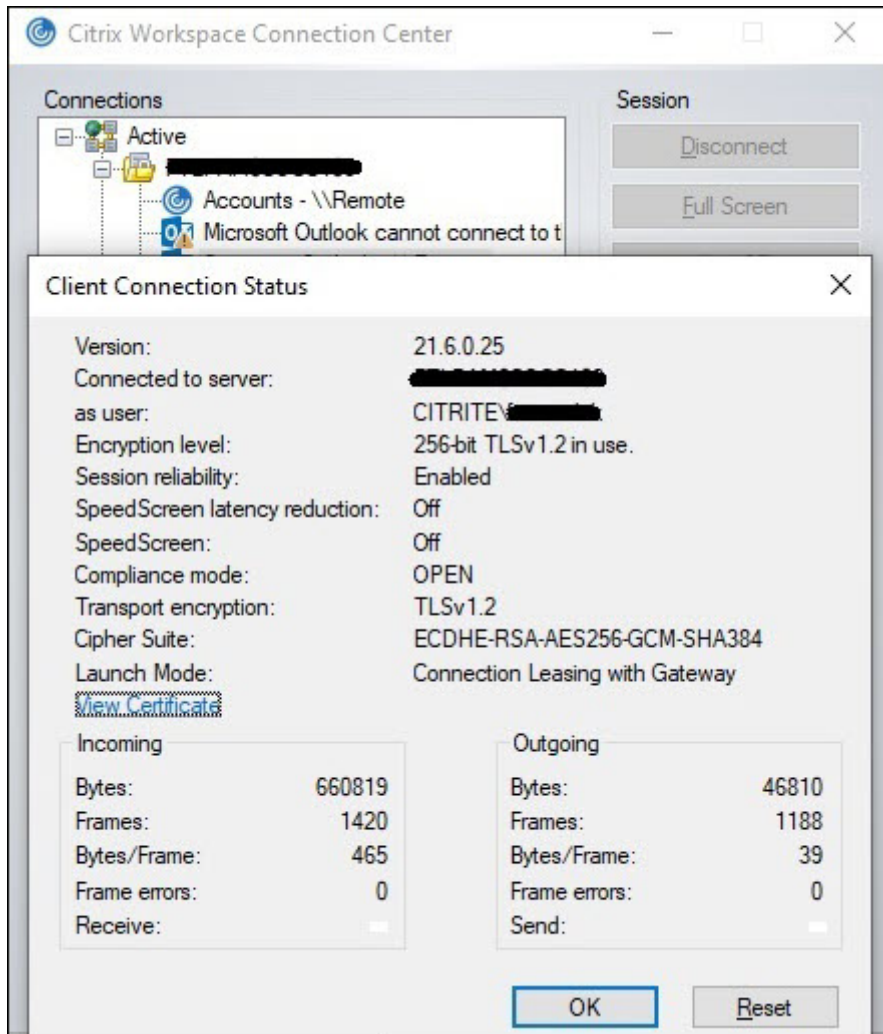 Citrix Workspace Connection Center
Connections
Session
Active
Disconnect
Accounts - \\Remote
Full Screen
Microsoft Outlook cannot connect to t
Client Connection Status
Version: 21.6.0.25
Connected to server:
as user: CITRITE\
Encryption level: 256-bit TLSv1.2 in use.
Session reliability: Enabled
SpeedScreen latency reduction: Off
SpeedScreen: Off
Compliance mode: OPEN
Transport encryption: TLSv1.2
Cipher Suite: ECDHE-RSA-AES256-GCM-SHA384
Launch Mode: Connection Leasing with Gateway
View Certificate
Incoming
Bytes: 660819
Frames: 1420
Bytes/Frame: 465
Frame errors: 0
Receive:
Outgoing
Bytes: 46810
Frames: 1188
Bytes/Frame: 39
Frame errors: 0
Send:
OK
Reset